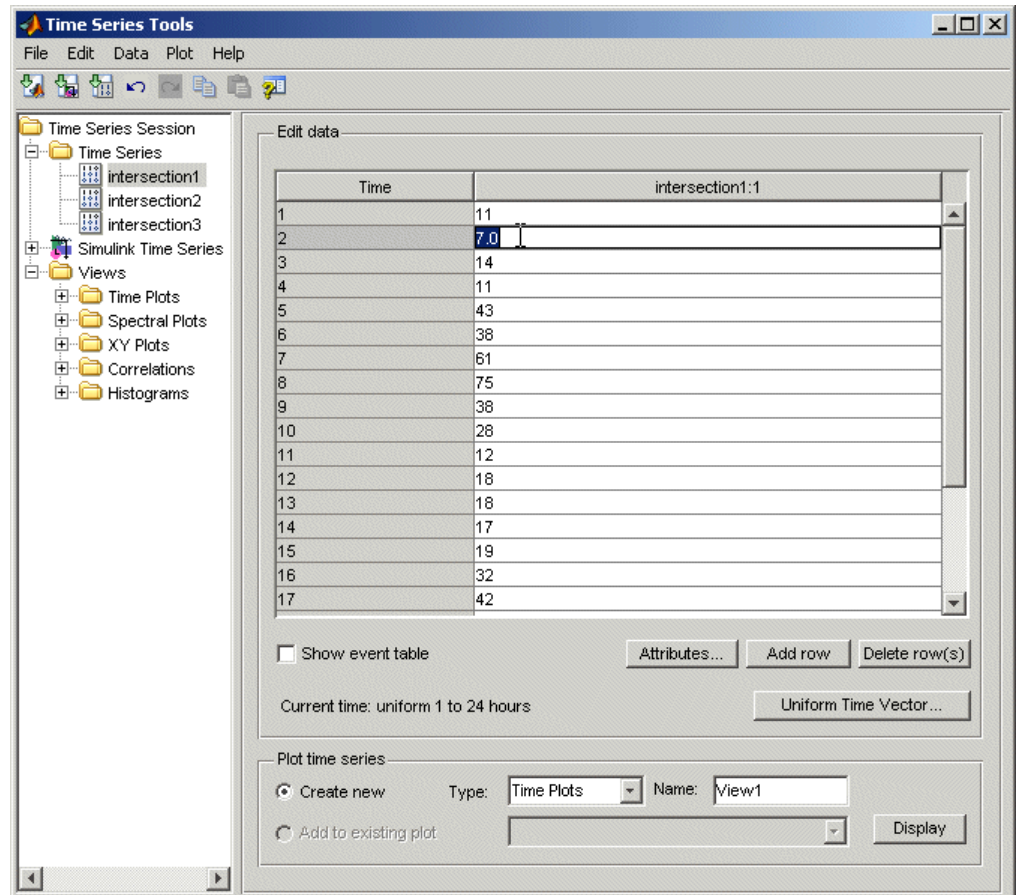 Time Series Tools
File Edit Data Plot Help
Time Series Session
Time Series
intersection1
intersection2
intersection3
Simulink Time Series
Views
Time Plots
Spectral Plots
XY Plots
Correlations
Histograms
Edit data
Time intersection1:1
1 11
2 7.0
3 14
4 11
5 43
6 38
7 61
8 75
9 38
10 28
11 12
12 18
13 18
14 17
15 19
16 32
17 42
Show event table Attributes... Add row Delete row(s)
Current time: uniform 1 to 24 hours Uniform Time Vector...
Plot time series
Create new Type: Time Plots Name: View1
Add to existing plot Display